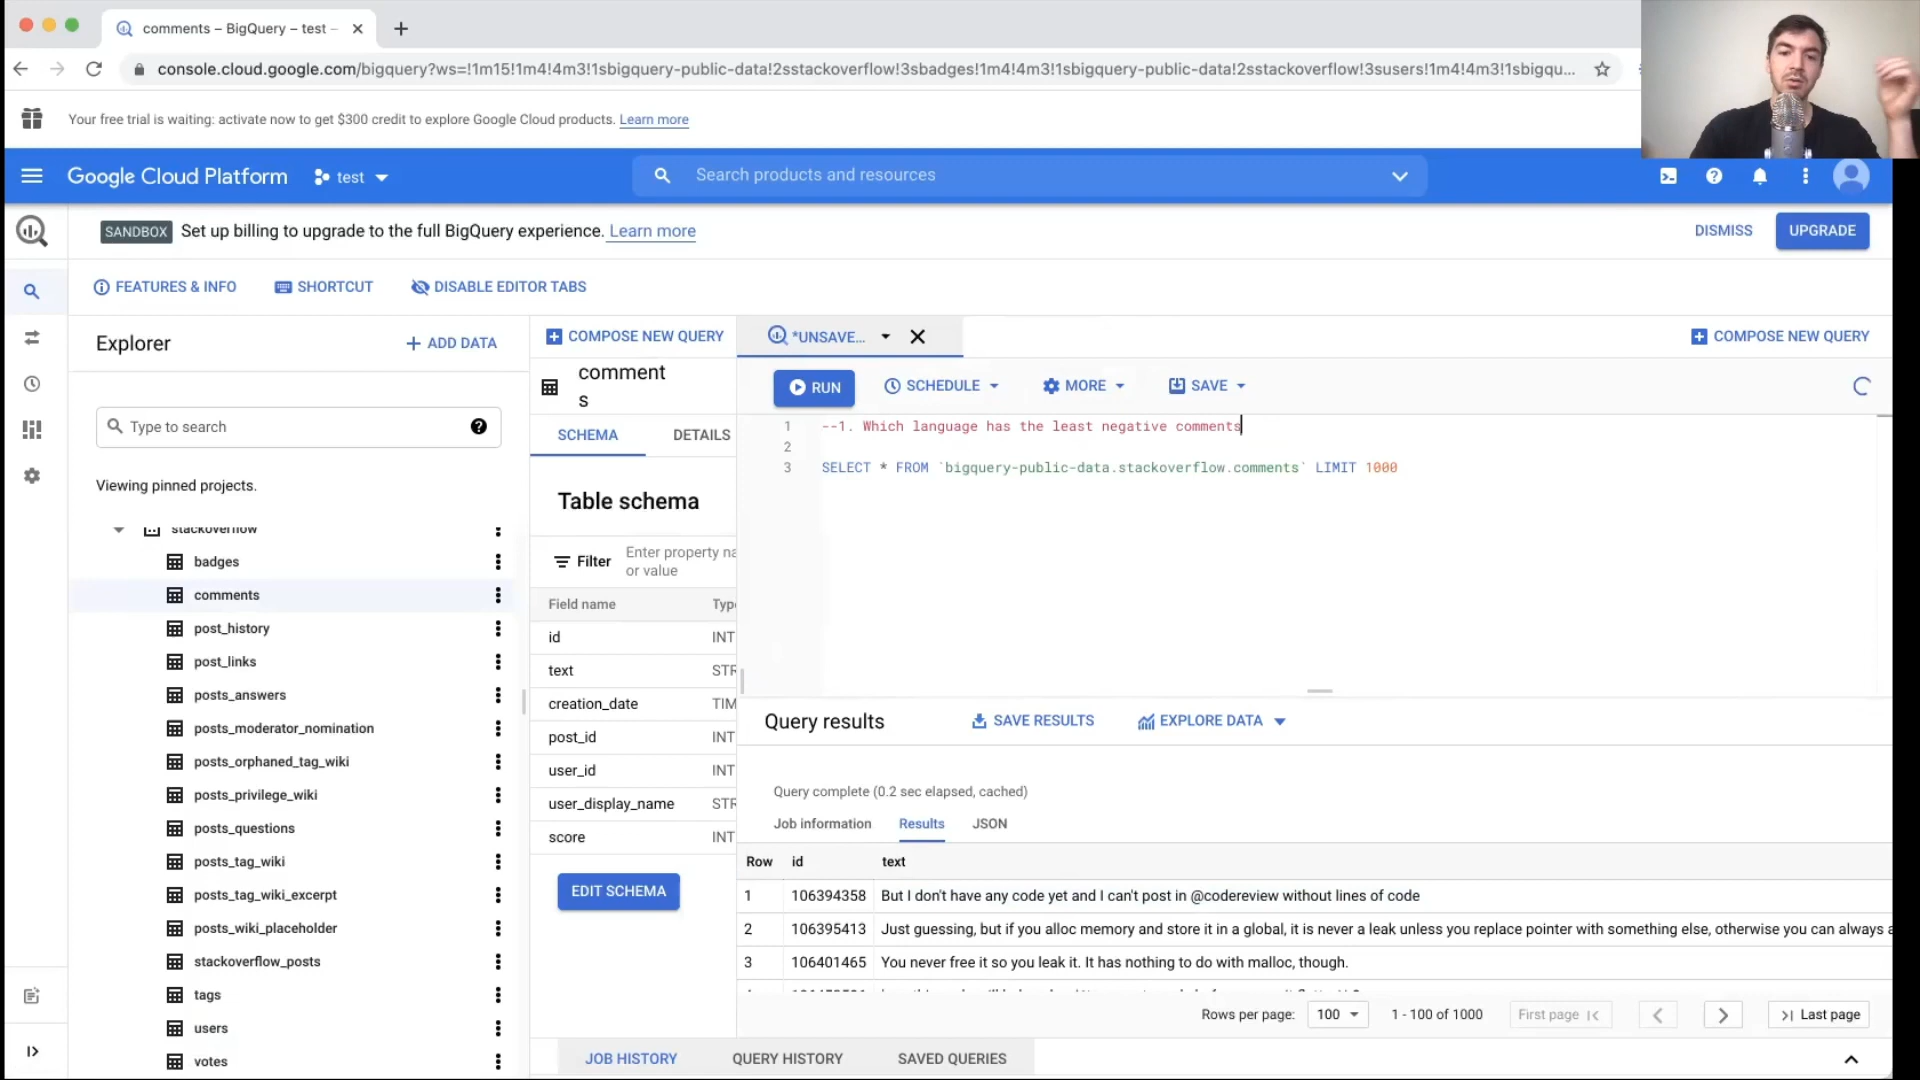 comments – BigQuery – test –
console.cloud.google.com/bigquery?ws=!1m15!1m4!4m3!1sbigquery-public-data!2sstackoverflow!3sbadges!1m4!4m3!1sbigquery-public-data!2sstackoverflow!3susers!1m4!4m3!1sbigqu...
Your free trial is waiting: activate now to get $300 credit to explore Google Cloud products. Learn more
Google Cloud Platform
test
Search products and resources
SANDBOX Set up billing to upgrade to the full BigQuery experience. Learn more
DISMISS
UPGRADE
FEATURES & INFO
SHORTCUT
DISABLE EDITOR TABS
Explorer
+ ADD DATA
Type to search
Viewing pinned projects.
stackoverflow
badges
comments
post_history
post_links
posts_answers
posts_moderator_nomination
posts_orphaned_tag_wiki
posts_privilege_wiki
posts_questions
posts_tag_wiki
posts_tag_wiki_excerpt
posts_wiki_placeholder
stackoverflow_posts
tags
users
votes
COMPOSE NEW QUERY
comment
s
SCHEMA
DETAILS
Table schema
Filter
Enter property na
or value
Field name
Type
id INT
text STR
creation_date TIM
post_id INT
user_id INT
user_display_name STR
score INT
EDIT SCHEMA
*UNSAVE...
COMPOSE NEW QUERY
RUN
SCHEDULE
MORE
SAVE
1 --1. Which language has the least negative comments
2
3 SELECT * FROM `bigquery-public-data.stackoverflow.comments` LIMIT 1000
Query results
SAVE RESULTS
EXPLORE DATA
Query complete (0.2 sec elapsed, cached)
Job information
Results
JSON
Row id text
1 106394358 But I don't have any code yet and I can't post in @codereview without lines of code
2 106395413 Just guessing, but if you alloc memory and store it in a global, it is never a leak unless you replace pointer with something else, otherwise you can always a
3 106401465 You never free it so you leak it. It has nothing to do with malloc, though.
Rows per page: 100
1 - 100 of 1000
First page
Last page
JOB HISTORY
QUERY HISTORY
SAVED QUERIES